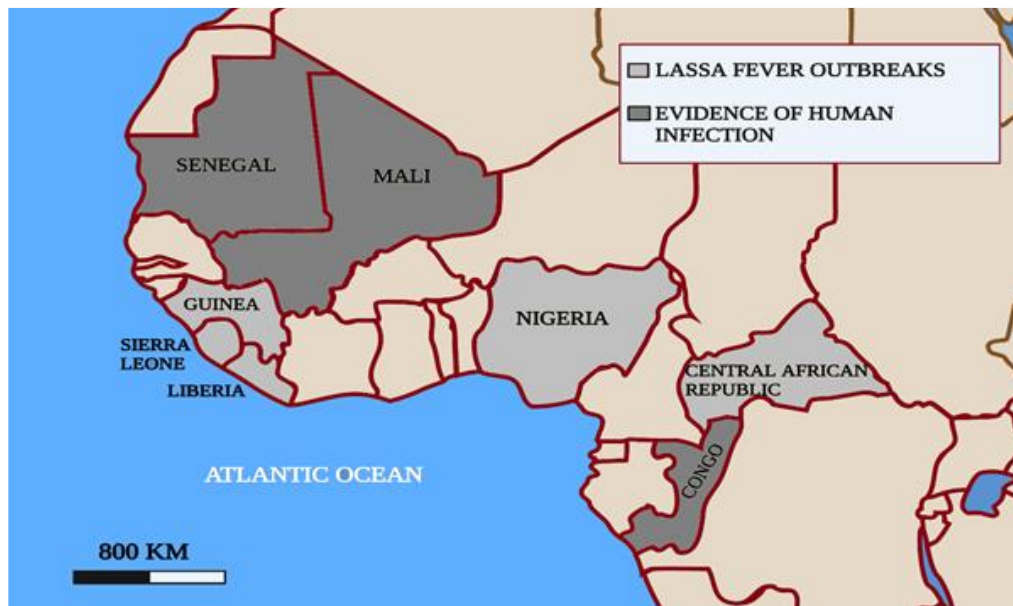 LASSA FEVER OUTBREAKS
EVIDENCE OF HUMAN
INFECTION
SENEGAL
MALI
GUINEA
SIERRA
LEONE
LIBERIA
NIGERIA
CENTRAL AFRICAN
REPUBLIC
CONGO
ATLANTIC OCEAN
800 KM